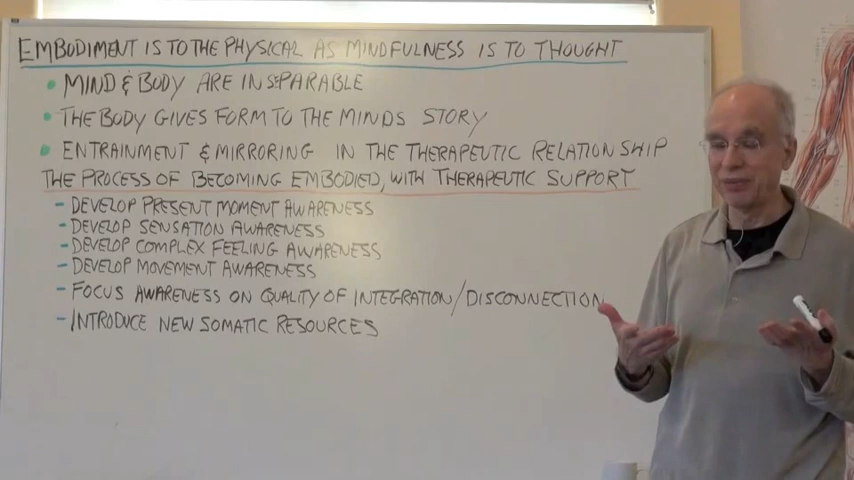 EMBODIMENT IS TO THE PHYSICAL AS MINDFULNESS IS TO THOUGHT
• MIND & BODY ARE INSEPARABLE
• THE BODY GIVES FORM TO THE MINDS STORY
• ENTRAINMENT & MIRRORING IN THE THERAPEUTIC RELATIONSHIP
THE PROCESS OF BECOMING EMBODIED, WITH THERAPEUTIC SUPPORT
- DEVELOP PRESENT MOMENT AWARENESS
- DEVELOP SENSATION AWARENESS
- DEVELOP COMPLEX FEELING AWARENESS
- DEVELOP MOVEMENT AWARENESS
- FOCUS AWARENESS ON QUALITY OF INTEGRATION/DISCONNECTION
- INTRODUCE NEW SOMATIC RESOURCES